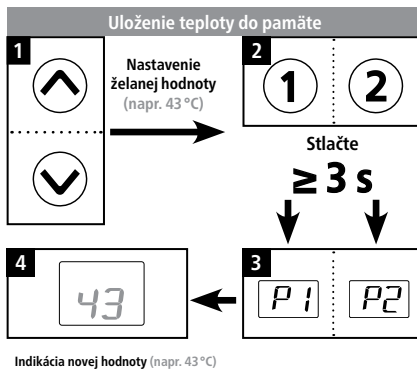 Uloženie teploty do pamäte
1
Nastavenie
želanej hodnoty
(napr. 43 °C)
2
1 2
Stlačte
≥ 3 s
4
43
3
P1 P2
Indikácia novej hodnoty (napr. 43 °C)